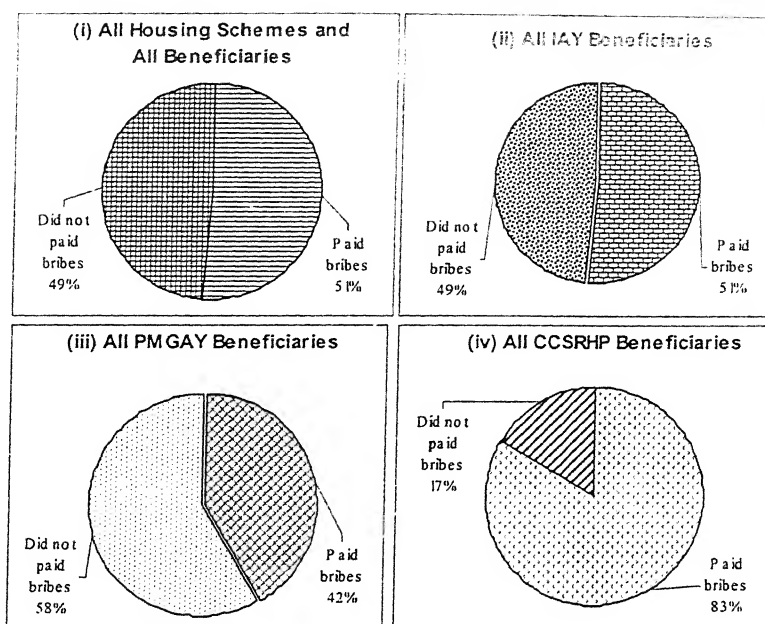 (i) All Housing Schemes and
All Beneficiaries
Did not
paid
bribes
49%
Paid
bribes
51%
(ii) All IAY Beneficiaries
Did not
paid
bribes
49%
Paid
bribes
51%
(iii) All PMGAY Beneficiaries
Did not
paid
bribes
58%
Paid
bribes
42%
(iv) All CCSRHP Beneficiaries
Did not
paid
bribes
17%
Paid
bribes
83%